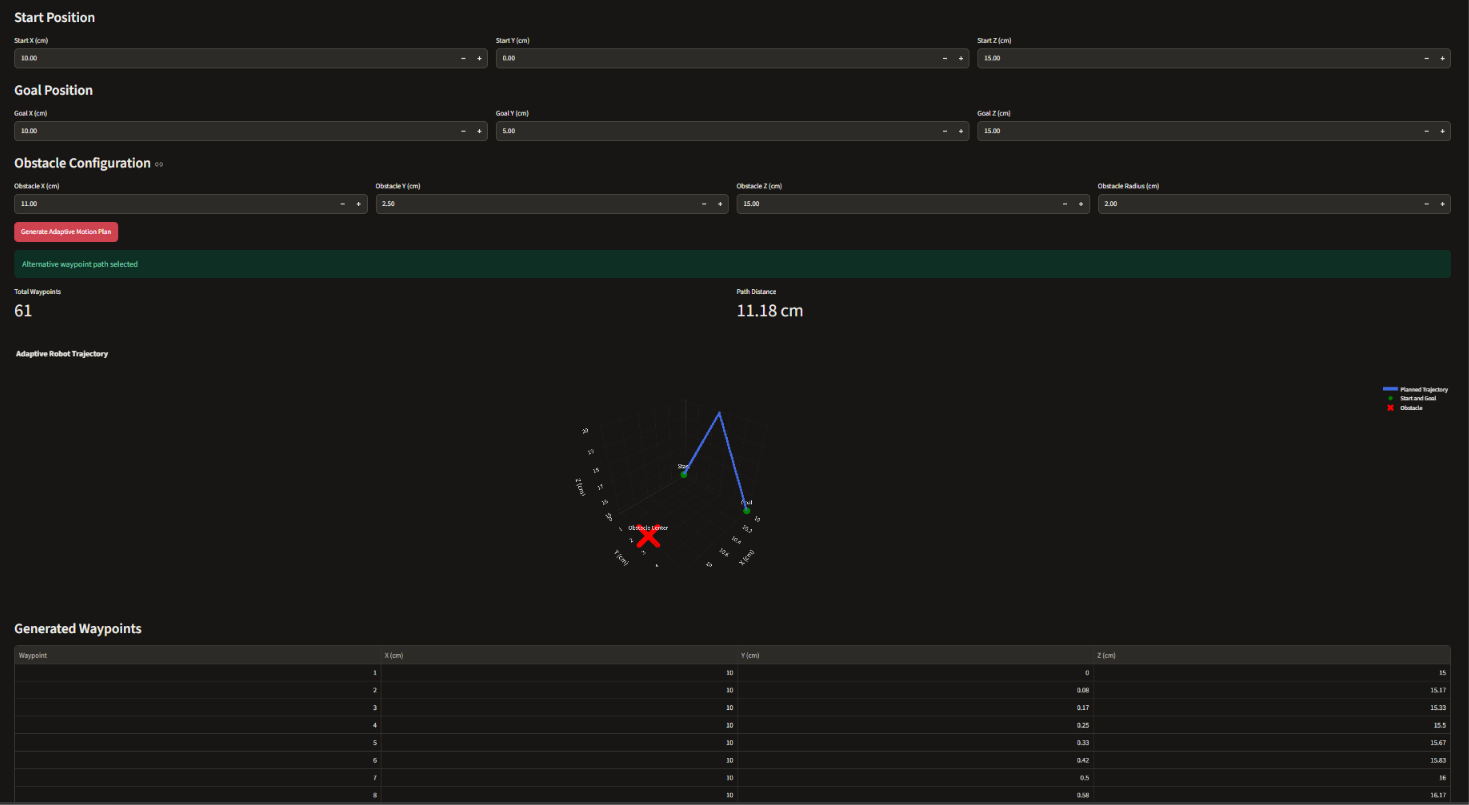 Start Position
Start X (cm) Start Y (cm) Start Z (cm)
10.00 − + 0.00 − + 15.00 − +
Goal Position
Goal X (cm) Goal Y (cm) Goal Z (cm)
10.00 − + 5.00 − + 15.00 − +
Obstacle Configuration
Obstacle X (cm) Obstacle Y (cm) Obstacle Z (cm) Obstacle Radius (cm)
11.00 − + 2.50 − + 15.00 − + 2.00 − +
Generate Adaptive Motion Plan
Alternative waypoint path selected
Total Waypoints Path Distance
61 11.18 cm
Adaptive Robot Trajectory
Planned Trajectory
Start and Goal
Obstacle
Z (cm)
Obstacle Center
Y (cm)
X (cm)
Generated Waypoints
Waypoint X (cm) Y (cm) Z (cm)
1 10 0 15
2 10 0.08 15.17
3 10 0.17 15.33
4 10 0.25 15.5
5 10 0.33 15.67
6 10 0.42 15.83
7 10 0.5 16
8 10 0.58 16.17